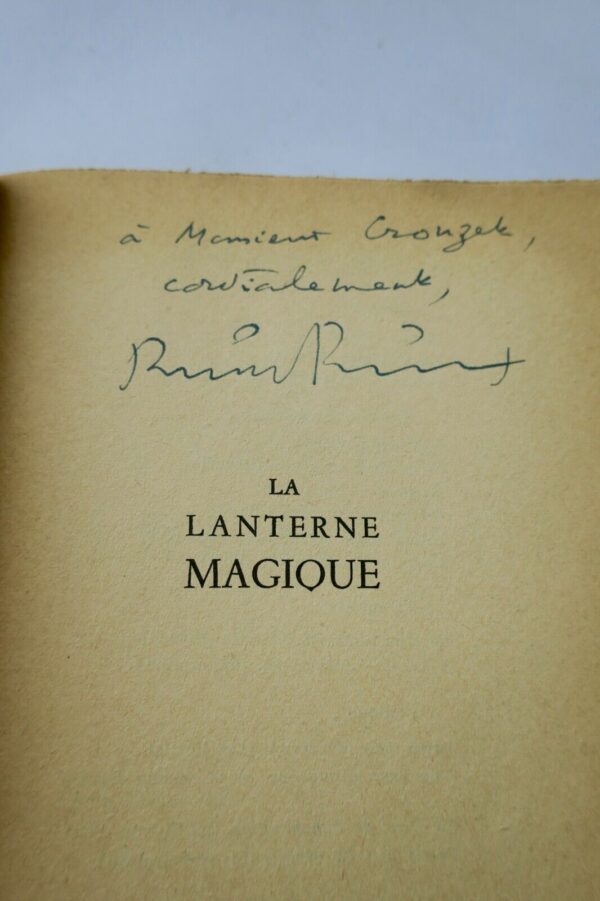 à Monsieur Crouzet,
cordialement,
LA
LANTERNE
MAGIQUE